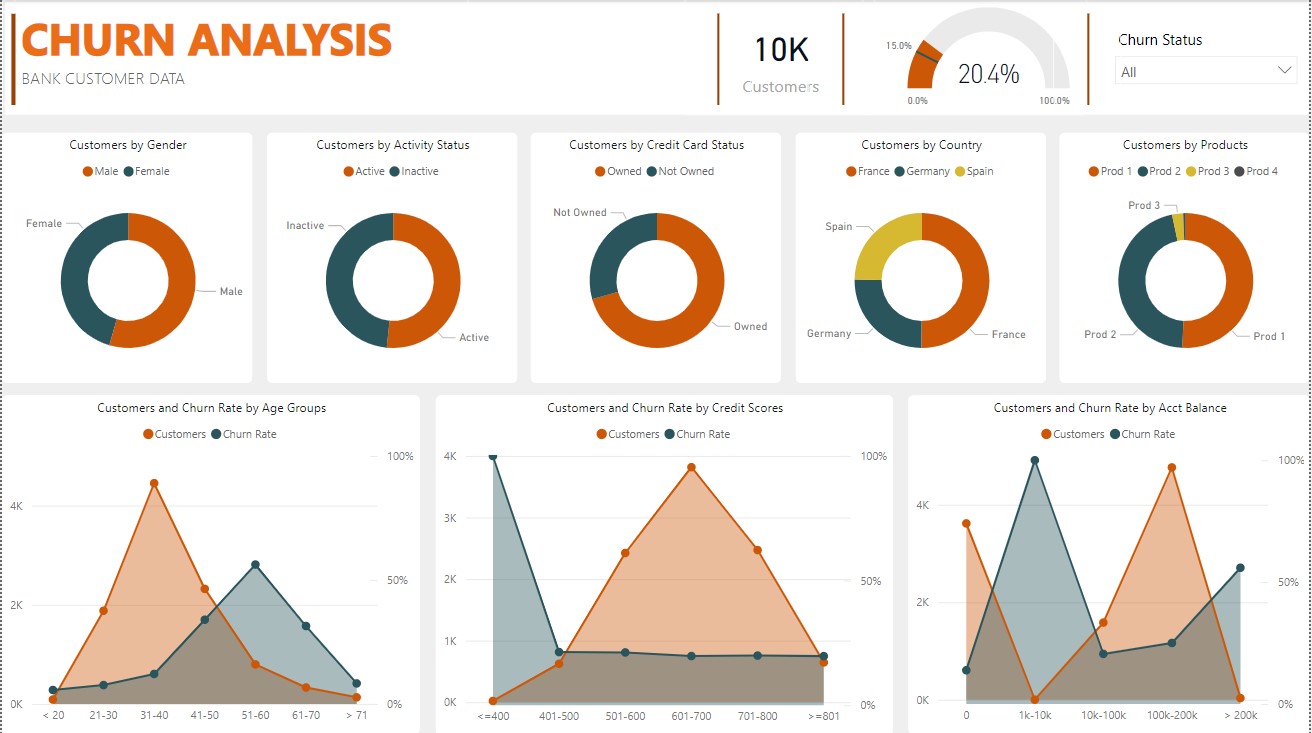 CHURN ANALYSIS
BANK CUSTOMER DATA
10K
Customers
15.0%
20.4%
0.0%
100.0%
Churn Status
All
Customers by Gender
Male Female
Female
Male
Customers by Activity Status
Active Inactive
Inactive
Active
Customers by Credit Card Status
Owned Not Owned
Not Owned
Owned
Customers by Country
France Germany Spain
Spain
Germany
France
Customers by Products
Prod 1 Prod 2 Prod 3 Prod 4
Prod 3
Prod 2
Prod 1
Customers and Churn Rate by Age Groups
Customers Churn Rate
100%
4K
50%
2K
0K
0%
< 20 21-30 31-40 41-50 51-60 61-70 > 71
Customers and Churn Rate by Credit Scores
Customers Churn Rate
4K 100%
3K
50%
2K
1K
0K 0%
<=400 401-500 501-600 601-700 701-800 >=801
Customers and Churn Rate by Acct Balance
Customers Churn Rate
100%
4K
50%
2K
0K 0%
0 1k-10k 10k-100k 100k-200k > 200k